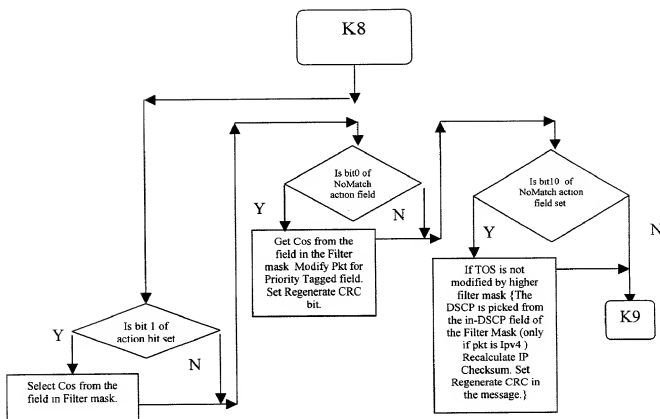 K8
Is bit0 of
NoMatch
action field
Y
N
Get Cos from the
field in the Filter
mask Modify Pkt for
Priority Tagged field.
Set Regenerate CRC
bit.
Is bit10 of
NoMatch action
field set
Y
N
If TOS is not
modified by higher
filter mask {The
DSCP is picked from
the in-DSCP field of
the Filter Mask (only
if pkt is Ipv4 )
Recalculate IP
Checksum. Set
Regenerate CRC in
the message.}
K9
Is bit 1 of
action bit set
Y
N
Select Cos from the
field in Filter mask.